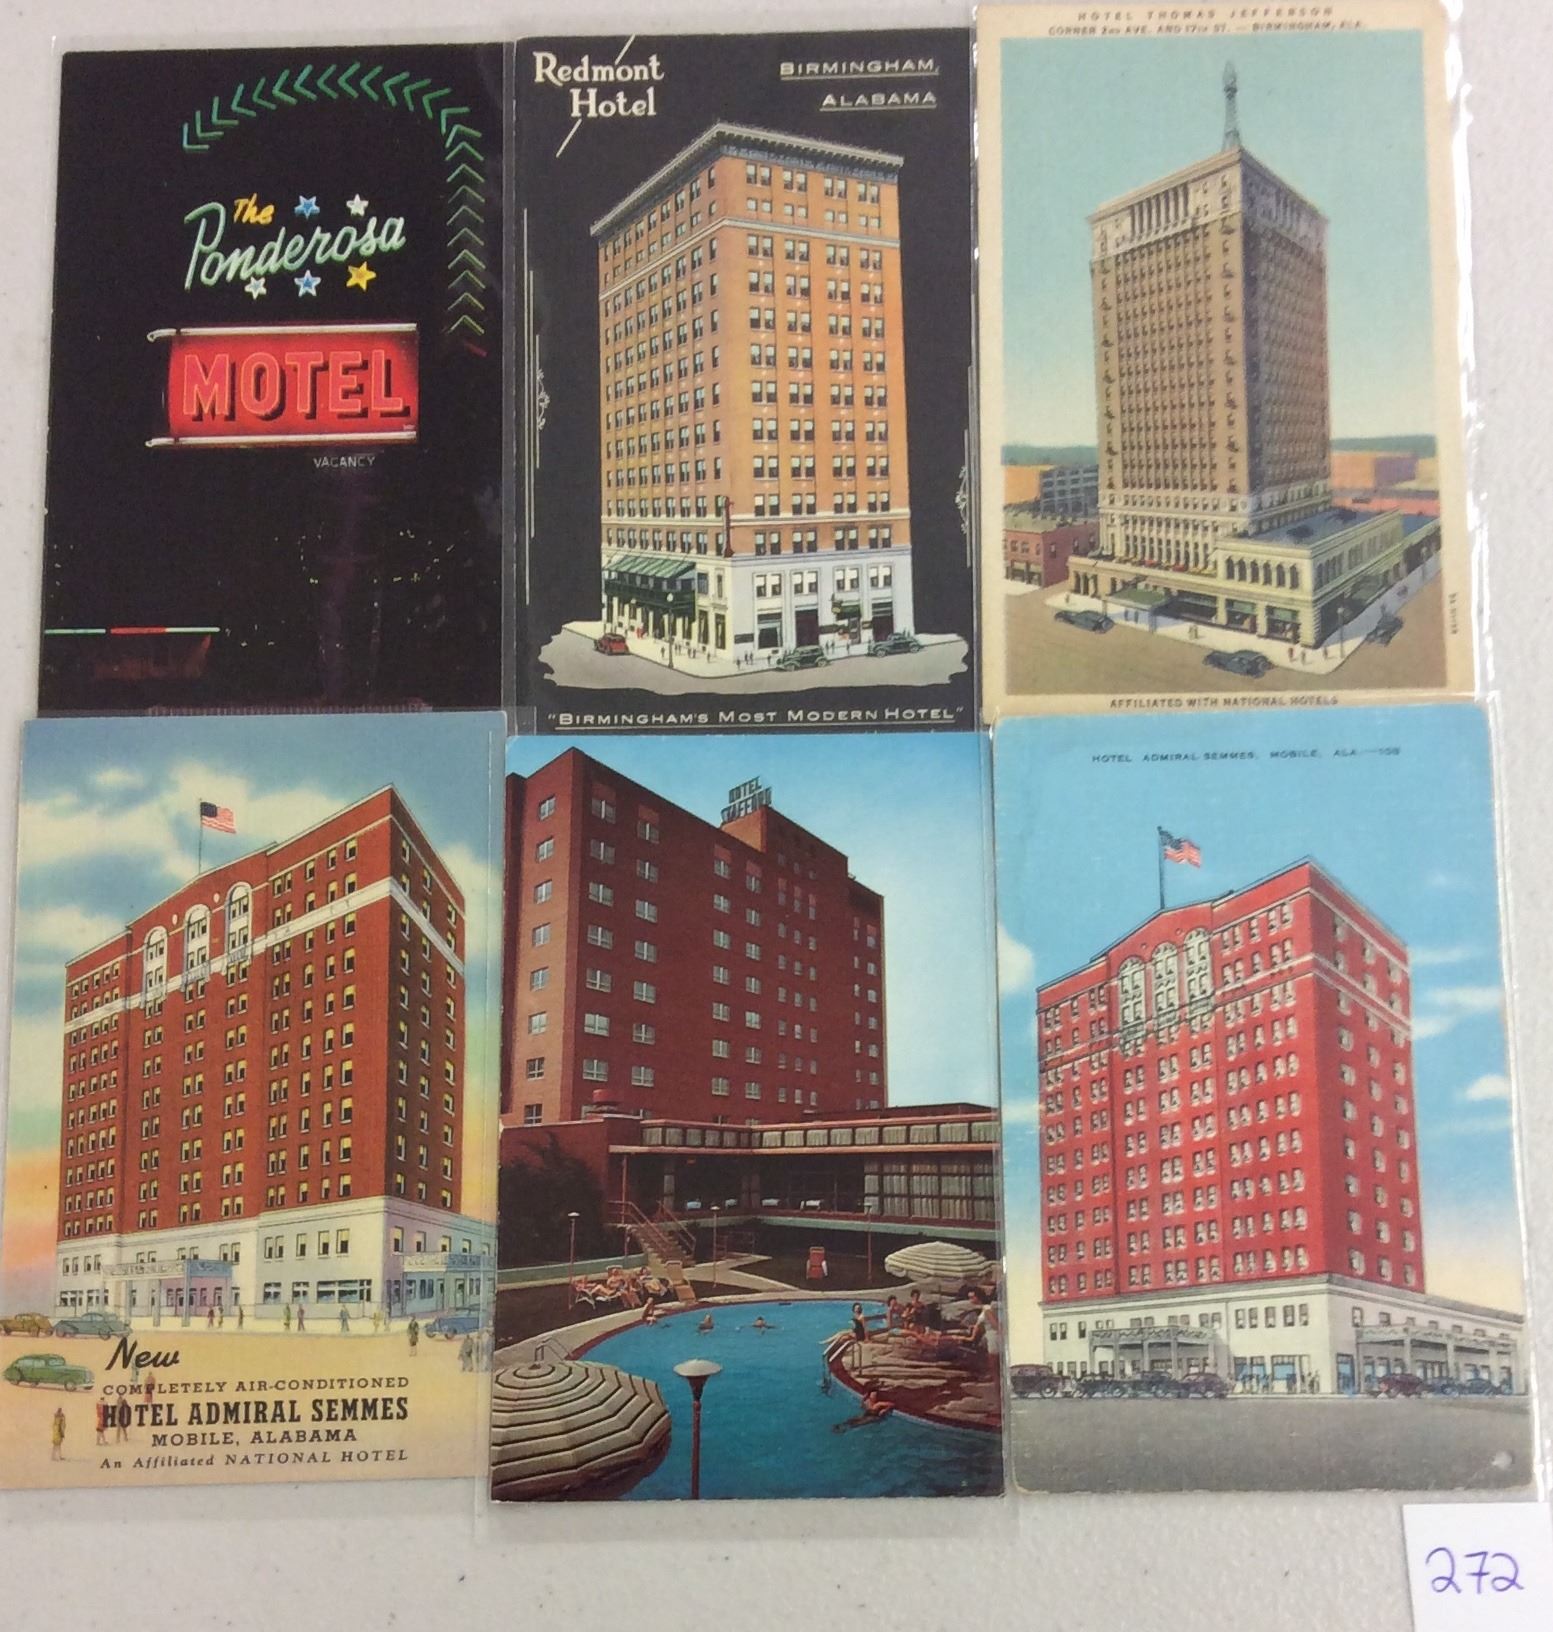 The
Ponderosa
MOTEL
VACANCY
Redmont
Hotel
BIRMINGHAM,
ALABAMA
"BIRMINGHAM'S MOST MODERN HOTEL"
HOTEL THOMAS JEFFERSON
CORNER 2ND AVE. AND 17TH ST. — BIRMINGHAM, ALA.
AFFILIATED WITH NATIONAL HOTELS
New
COMPLETELY AIR-CONDITIONED
HOTEL ADMIRAL SEMMES
MOBILE, ALABAMA
An Affiliated NATIONAL HOTEL
HOTEL
STAFFORD
HOTEL ADMIRAL SEMMES, MOBILE, ALA.—108
272